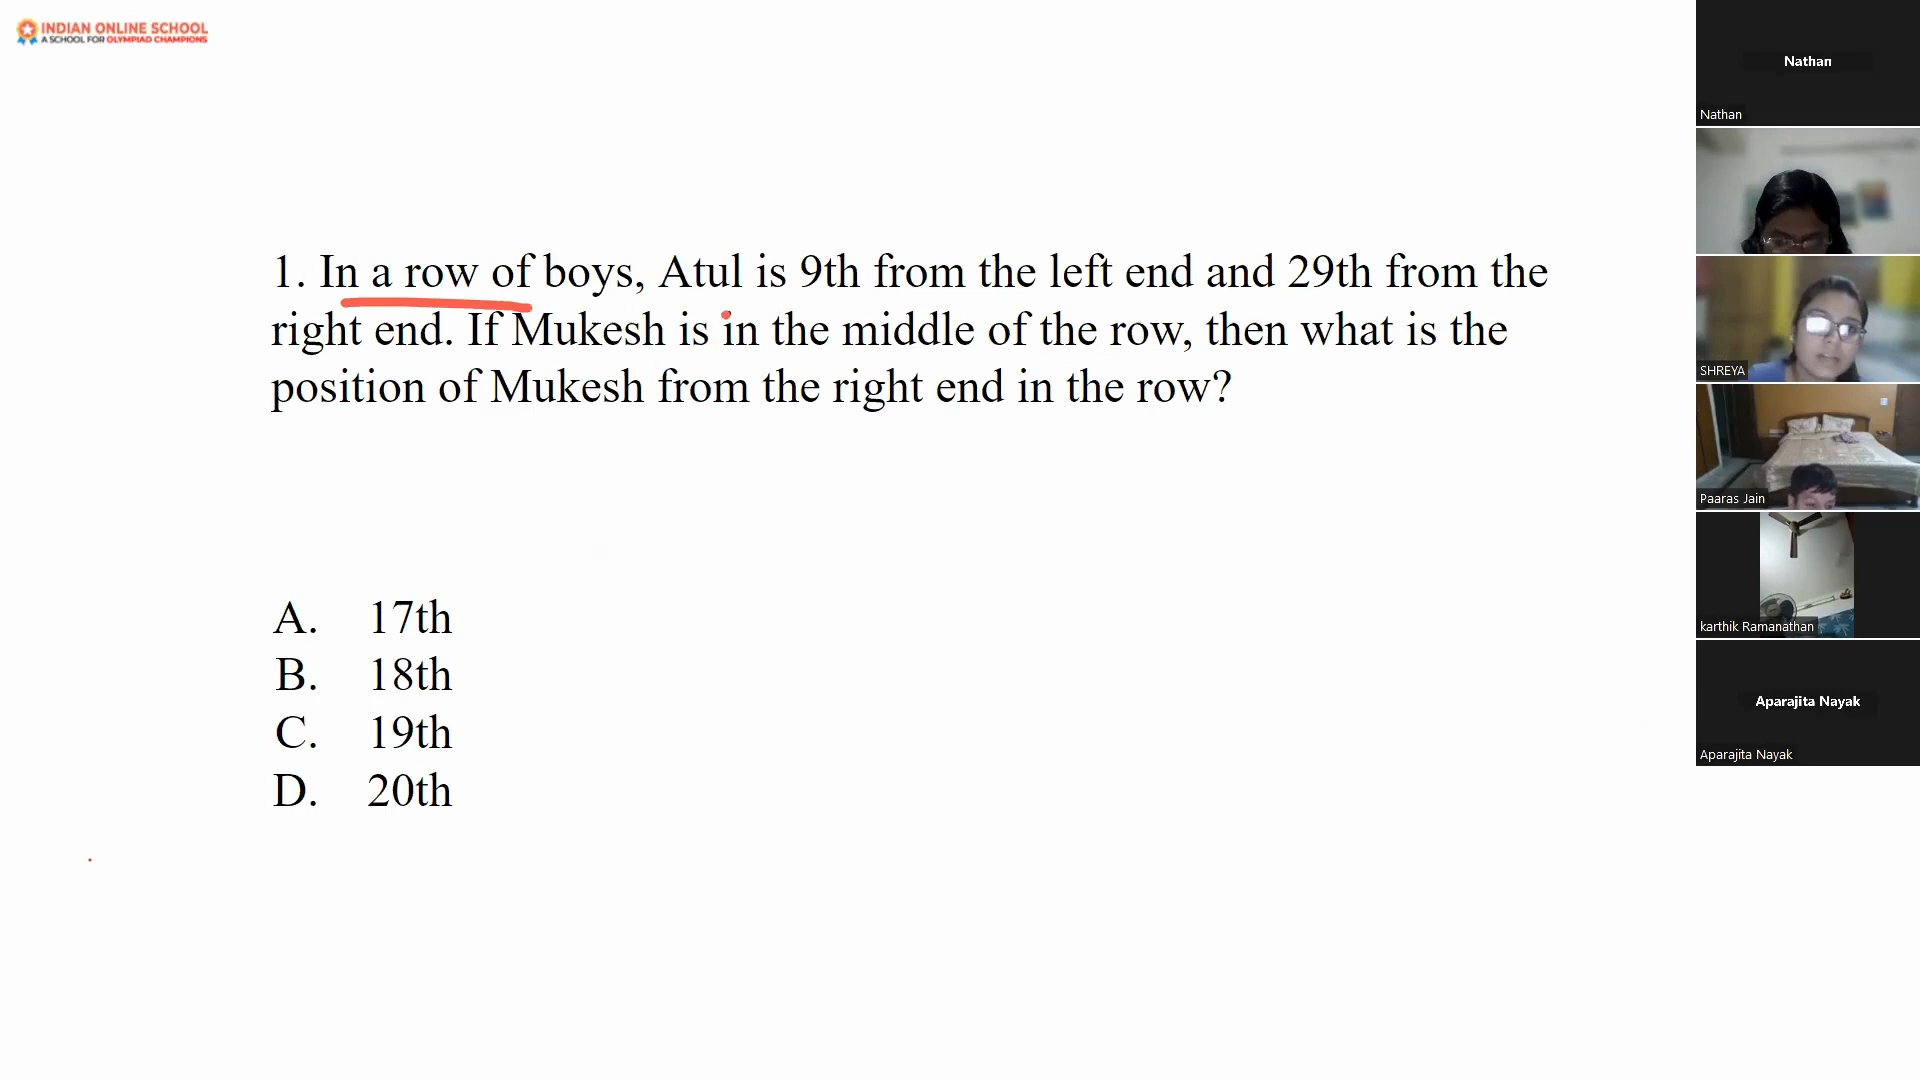 INDIAN ONLINE SCHOOL
A SCHOOL FOR OLYMPIAD CHAMPIONS
1. In a row of boys, Atul is 9th from the left end and 29th from the
right end. If Mukesh is in the middle of the row, then what is the
position of Mukesh from the right end in the row?
A. 17th
B. 18th
C. 19th
D. 20th
Nathan
Nathan
SHREYA
Paaras Jain
karthik Ramanathan
Aparajita Nayak
Aparajita Nayak